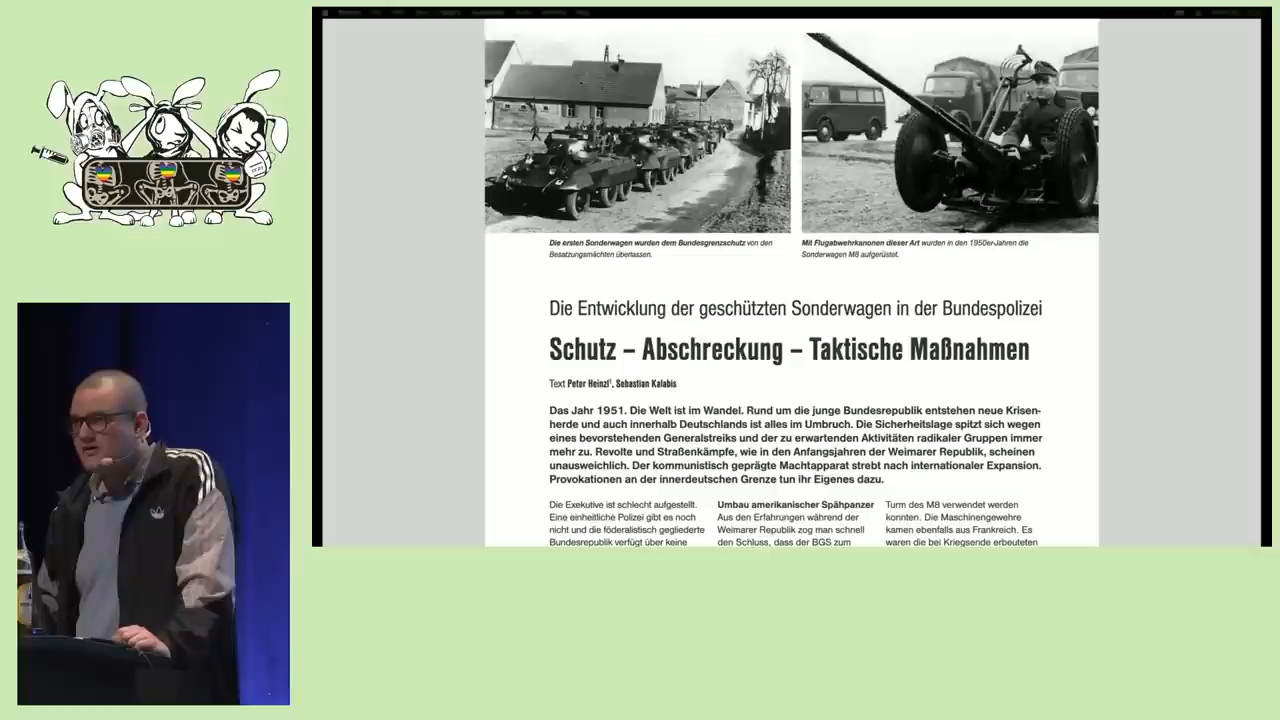 Die ersten Sonderwagen wurden dem Bundesgrenzschutz von den
Besatzungsmächten überlassen.
Mit Flugabwehrkanonen dieser Art wurden in den 1950er-Jahren die
Sonderwagen M8 aufgerüstet.
Die Entwicklung der geschützten Sonderwagen in der Bundespolizei
Schutz – Abschreckung – Taktische Maßnahmen
Text Peter Heinzl¹, Sebastian Kalabis
Das Jahr 1951. Die Welt ist im Wandel. Rund um die junge Bundesrepublik entstehen neue Krisen-
herde und auch innerhalb Deutschlands ist alles im Umbruch. Die Sicherheitslage spitzt sich wegen
eines bevorstehenden Generalstreiks und der zu erwartenden Aktivitäten radikaler Gruppen immer
mehr zu. Revolte und Straßenkämpfe, wie in den Anfangsjahren der Weimarer Republik, scheinen
unausweichlich. Der kommunistisch geprägte Machtapparat strebt nach internationaler Expansion.
Provokationen an der innerdeutschen Grenze tun ihr Eigenes dazu.
Die Exekutive ist schlecht aufgestellt.
Eine einheitliche Polizei gibt es noch
nicht und die föderalistisch gegliederte
Bundesrepublik verfügt über keine
Umbau amerikanischer Spähpanzer
Aus den Erfahrungen während der
Weimarer Republik zog man schnell
den Schluss, dass der BGS zum
Turm des M8 verwendet werden
konnten. Die Maschinengewehre
kamen ebenfalls aus Frankreich. Es
waren die bei Kriegsende erbeuteten